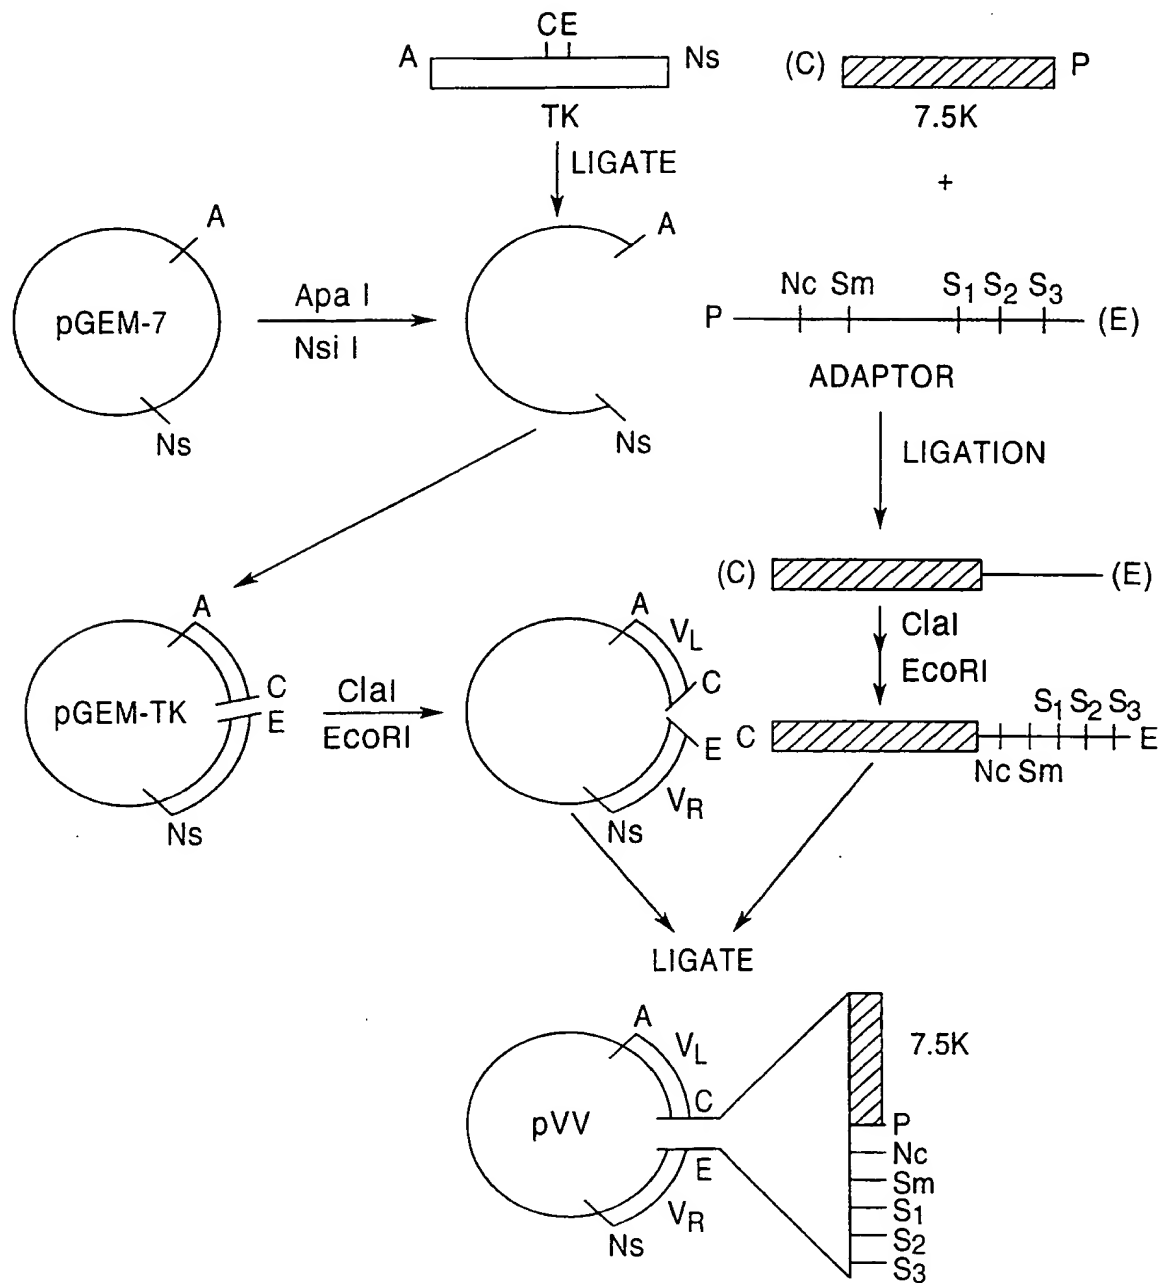 CE
A
Ns
TK
(C)
P
7.5K
+
LIGATE
A
pGEM-7
Ns
Apa I
Nsi I
A
Ns
Nc Sm S1 S2 S3
P
(E)
ADAPTOR
LIGATION
(C)
(E)
ClaI
EcoRI
A
C
pGEM-TK
E
Ns
ClaI
EcoRI
A
VL
C
E
VR
Ns
S1 S2 S3
C
E
Nc Sm
LIGATE
A
VL
C
pVV
E
VR
Ns
7.5K
P
Nc
Sm
S1
S2
S3